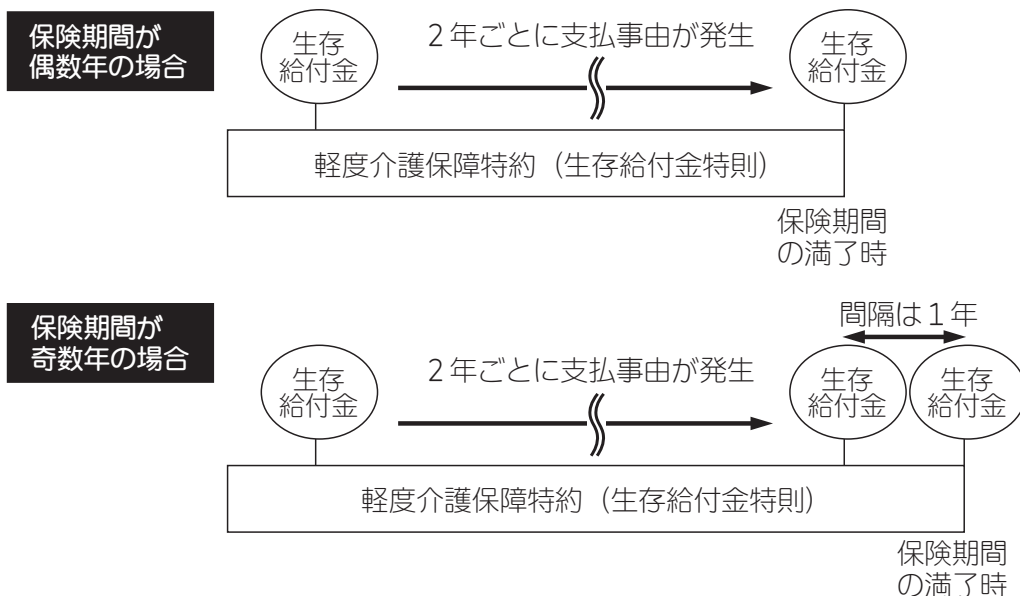 保険期間が
偶数年の場合
生存
給付金
2年ごとに支払事由が発生
生存
給付金
軽度介護保障特約（生存給付金特則）
保険期間
の満了時
保険期間が
奇数年の場合
間隔は1年
生存
給付金
2年ごとに支払事由が発生
生存
給付金
生存
給付金
軽度介護保障特約（生存給付金特則）
保険期間
の満了時